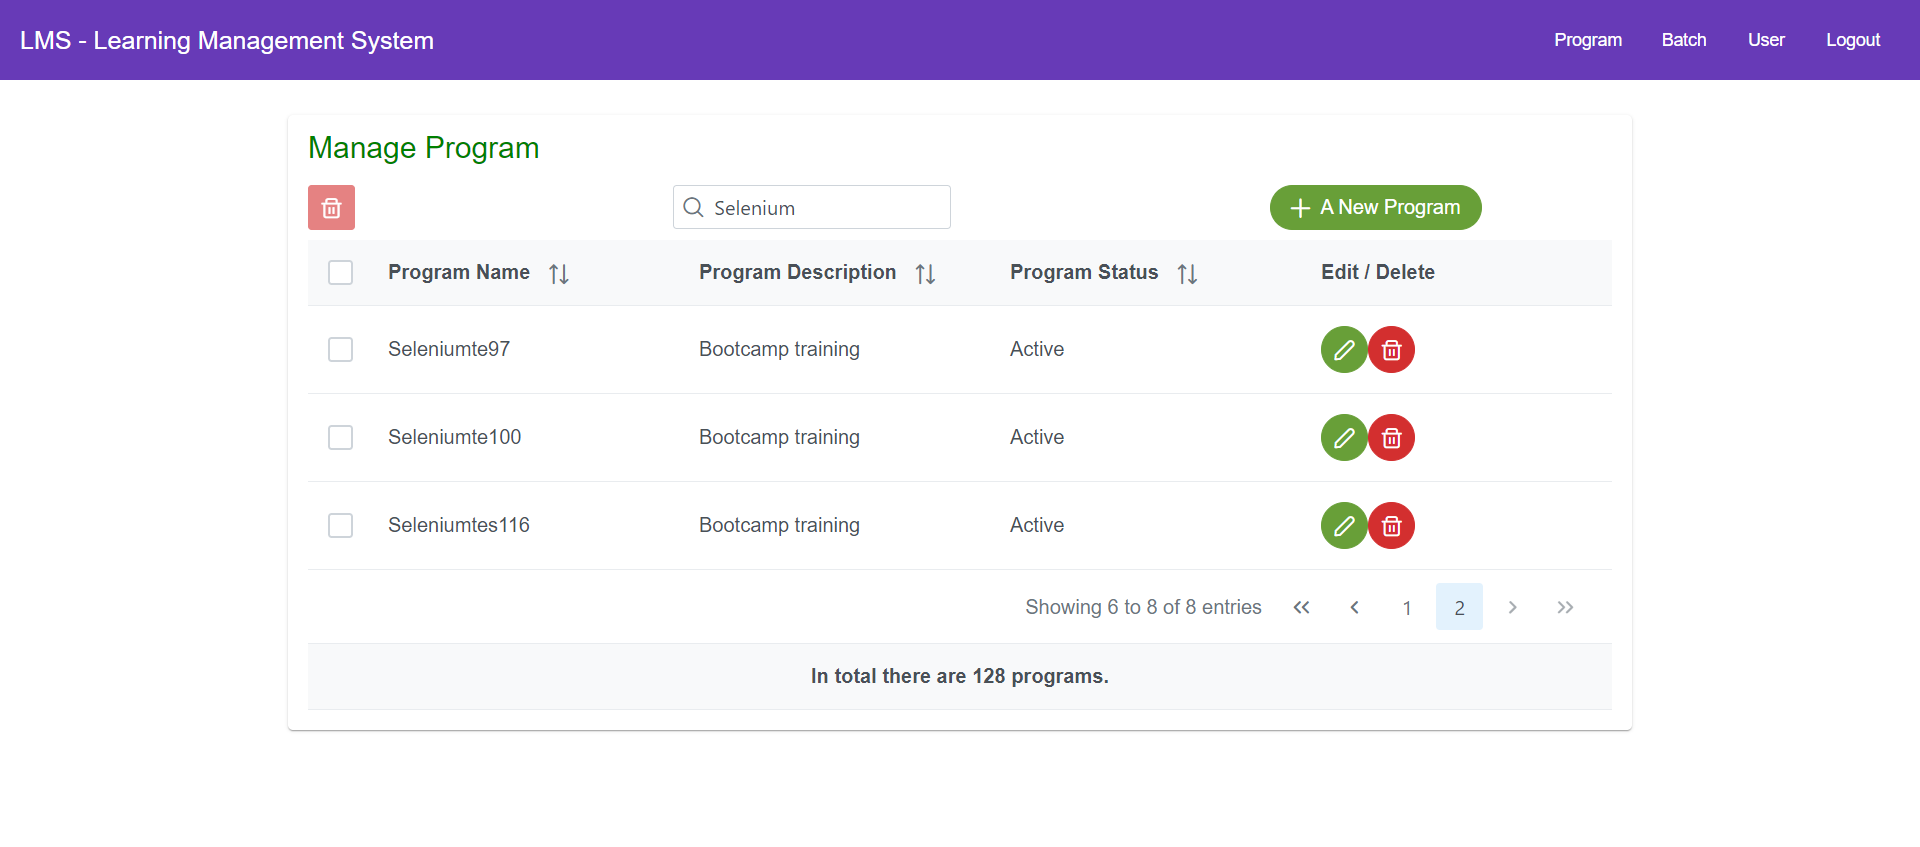 LMS - Learning Management System
Program Batch User Logout
Manage Program
Selenium
A New Program
Program Name Program Description Program Status Edit / Delete
Seleniumte97 Bootcamp training Active
Seleniumte100 Bootcamp training Active
Seleniumtes116 Bootcamp training Active
Showing 6 to 8 of 8 entries 1 2
In total there are 128 programs.